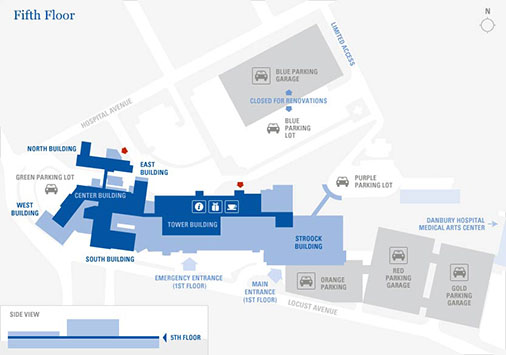 Fifth Floor
N
LIMITED ACCESS
BLUE PARKING
GARAGE
CLOSED FOR RENOVATIONS
HOSPITAL AVENUE
BLUE
PARKING
LOT
NORTH BUILDING
EAST
BUILDING
GREEN PARKING LOT
CENTER BUILDING
PURPLE
PARKING LOT
WEST
BUILDING
TOWER BUILDING
DANBURY HOSPITAL
MEDICAL ARTS CENTER
STROOCK
BUILDING
SOUTH BUILDING
EMERGENCY ENTRANCE
(1ST FLOOR)
MAIN
ENTRANCE
(1ST FLOOR)
ORANGE PARKING
RED
PARKING
GARAGE
GOLD
PARKING
GARAGE
LOCUST AVENUE
SIDE VIEW
5TH FLOOR